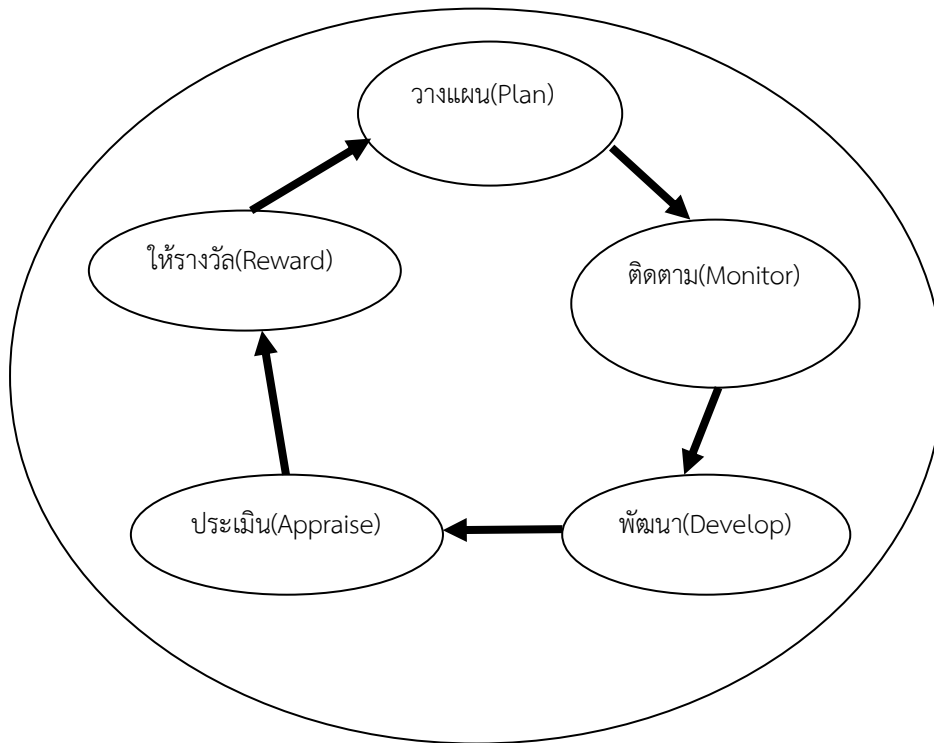 วางแผน(Plan)
ติดตาม(Monitor)
พัฒนา(Develop)
ประเมิน(Appraise)
ให้รางวัล(Reward)